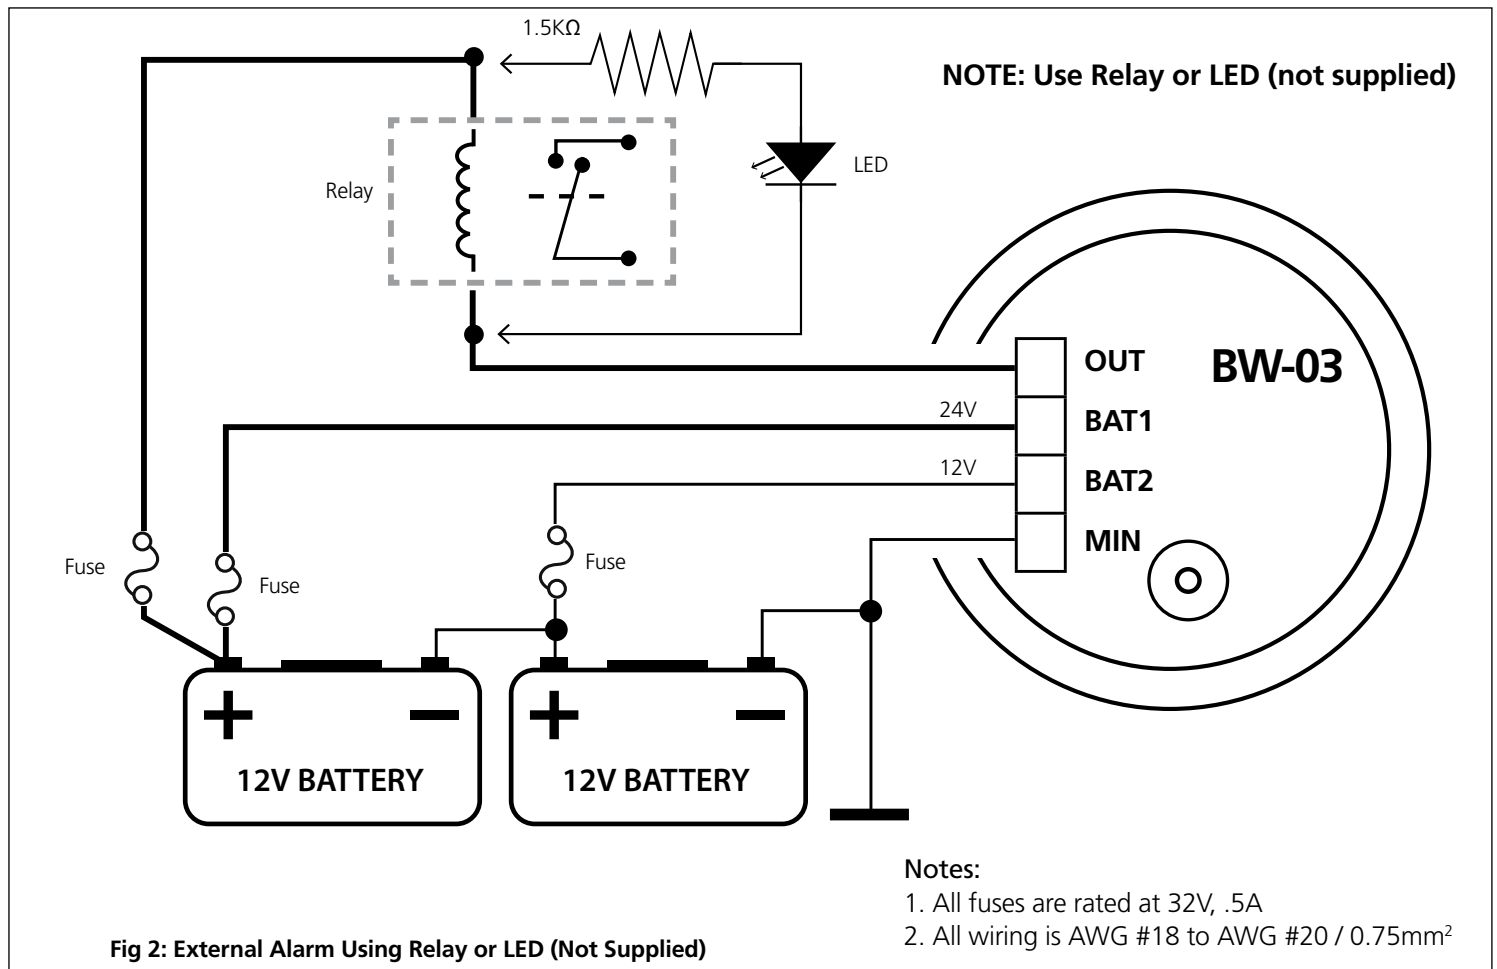 1.5KΩ
NOTE: Use Relay or LED (not supplied)
Relay
LED
OUT
BW-03
24V
BAT1
12V
BAT2
MIN
Fuse
Fuse
Fuse
12V BATTERY
12V BATTERY
Notes:
1. All fuses are rated at 32V, .5A
2. All wiring is AWG #18 to AWG #20 / 0.75mm²
Fig 2: External Alarm Using Relay or LED (Not Supplied)